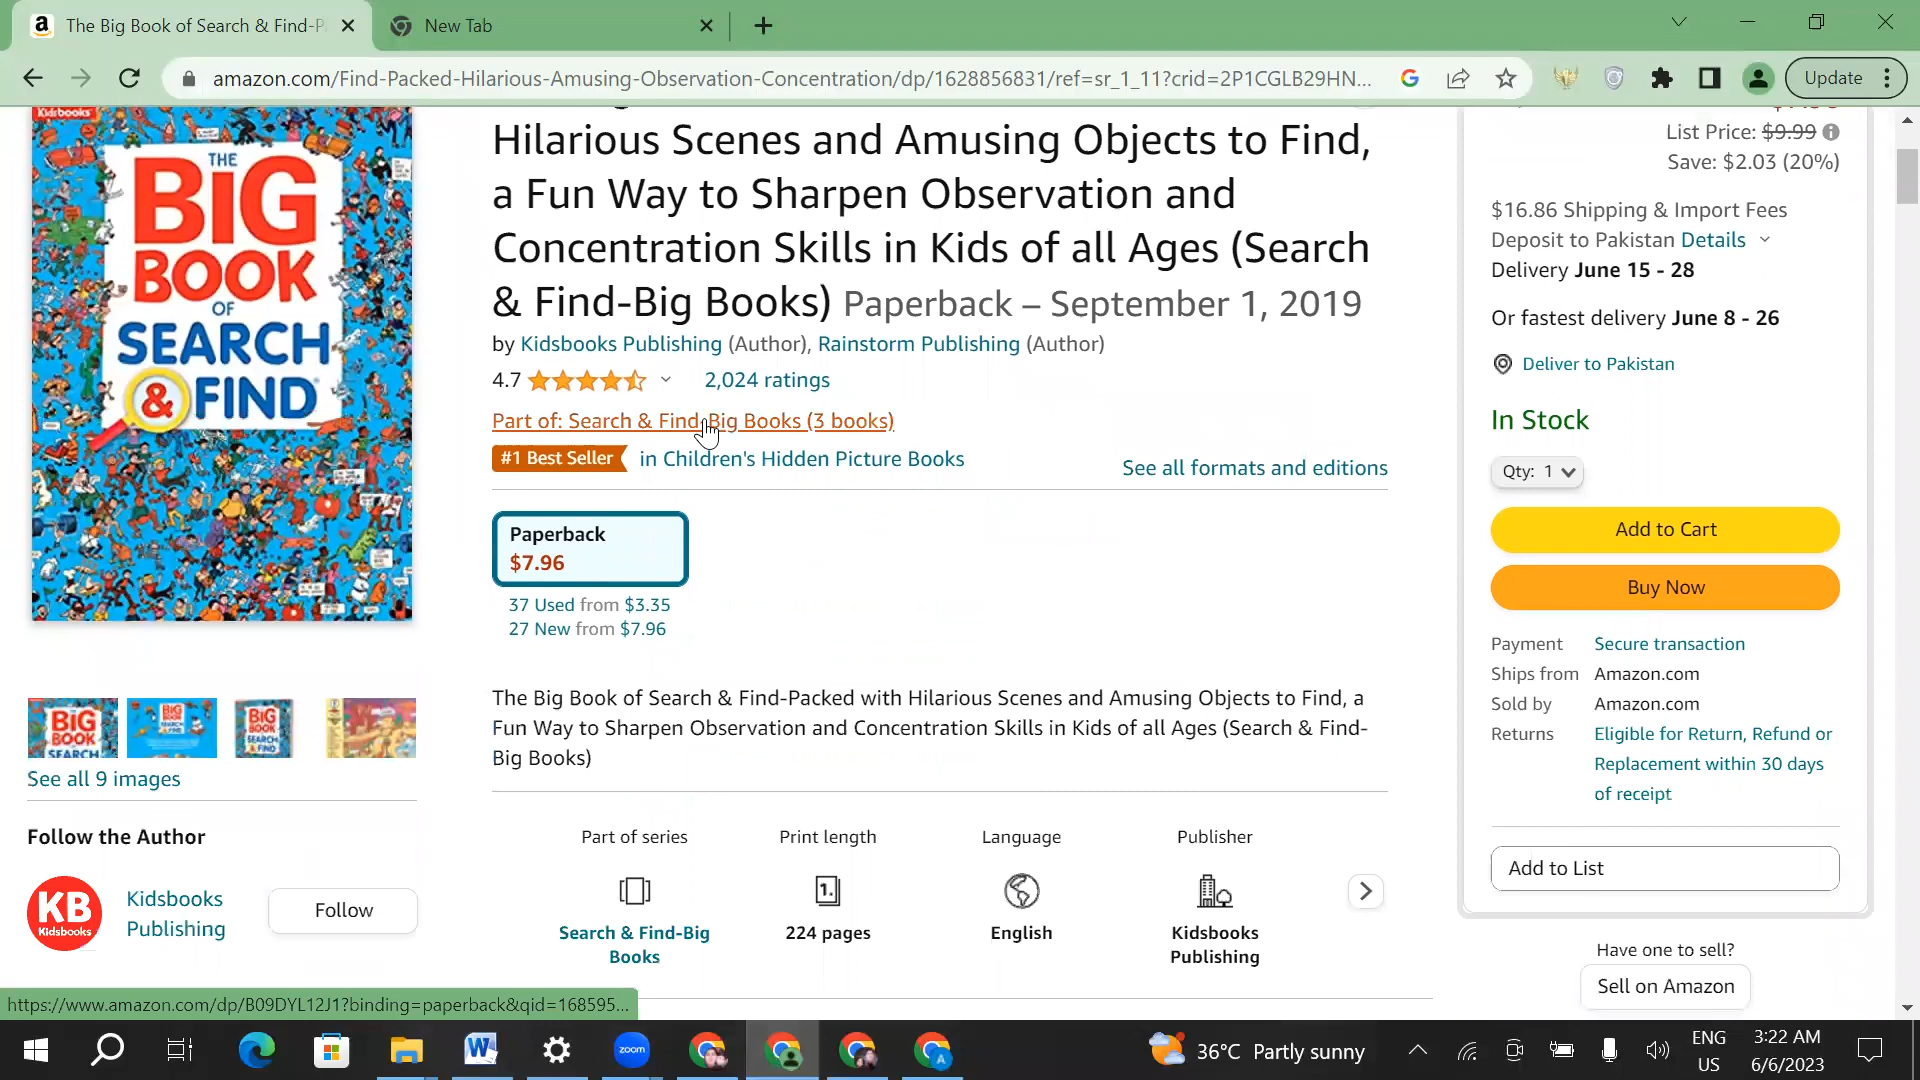 The Big Book of Search & Find-P
New Tab
amazon.com/Find-Packed-Hilarious-Amusing-Observation-Concentration/dp/1628856831/ref=sr_1_11?crid=2P1CGLB29HN...
Update
Kidsbooks
THE
BIG
BOOK
OF
SEARCH
& FIND
Hilarious Scenes and Amusing Objects to Find,
a Fun Way to Sharpen Observation and
Concentration Skills in Kids of all Ages (Search
& Find-Big Books) Paperback – September 1, 2019
by Kidsbooks Publishing (Author), Rainstorm Publishing (Author)
4.7 2,024 ratings
Part of: Search & Find-Big Books (3 books)
#1 Best Seller in Children's Hidden Picture Books
See all formats and editions
Paperback
$7.96
37 Used from $3.35
27 New from $7.96
The Big Book of Search & Find-Packed with Hilarious Scenes and Amusing Objects to Find, a
Fun Way to Sharpen Observation and Concentration Skills in Kids of all Ages (Search & Find-
Big Books)
Part of series
Search & Find-Big
Books
Print length
1.
224 pages
Language
English
Publisher
Kidsbooks
Publishing
BIG
BOOK
SEARCH
BIG
BOOK
SEARCH
& FIND
BIG
BOOK
SEARCH
& FIND
See all 9 images
Follow the Author
KB
Kidsbooks
Kidsbooks
Publishing
Follow
List Price: $9.99
Save: $2.03 (20%)
$16.86 Shipping & Import Fees
Deposit to Pakistan Details
Delivery June 15 - 28
Or fastest delivery June 8 - 26
Deliver to Pakistan
In Stock
Qty: 1
Add to Cart
Buy Now
Payment Secure transaction
Ships from Amazon.com
Sold by Amazon.com
Returns Eligible for Return, Refund or
Replacement within 30 days
of receipt
Add to List
Have one to sell?
Sell on Amazon
https://www.amazon.com/dp/B09DYL12J1?binding=paperback&qid=168595...
zoom
36°C Partly sunny
ENG
US
3:22 AM
6/6/2023